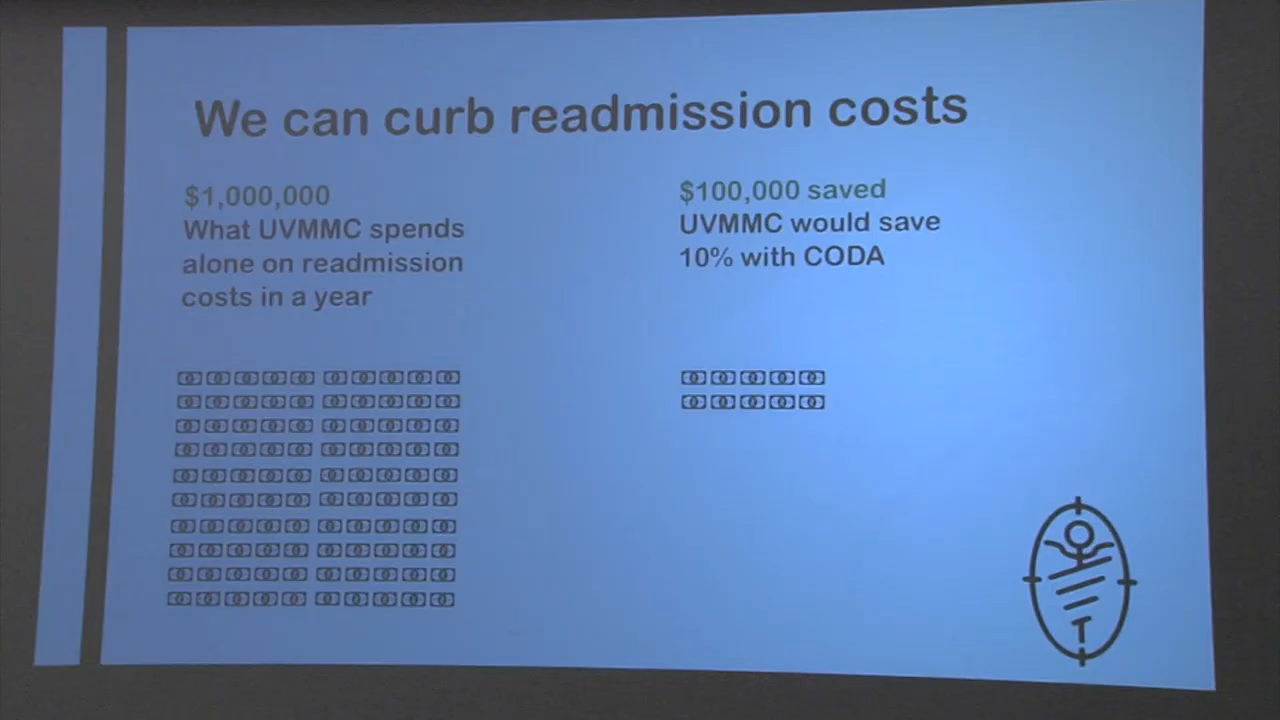 We can curb readmission costs
$1,000,000
What UVMMC spends
alone on readmission
costs in a year
$100,000 saved
UVMMC would save
10% with CODA